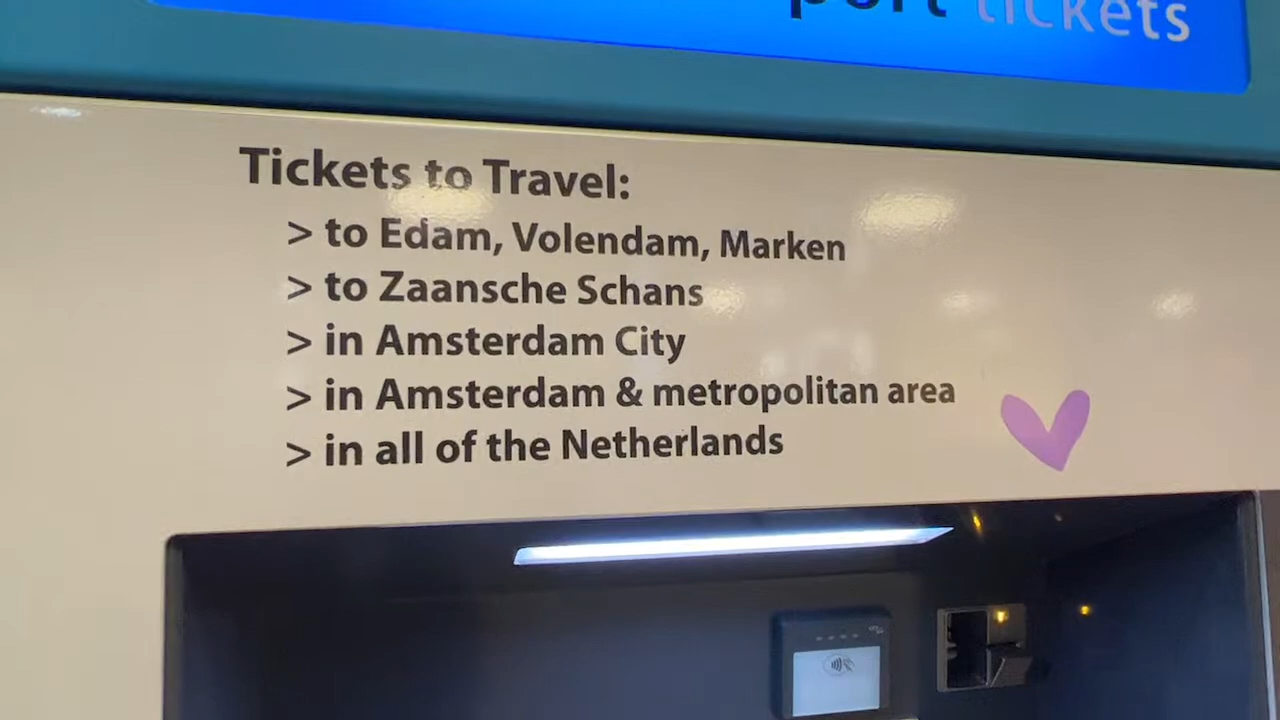 tickets
Tickets to Travel:
> to Edam, Volendam, Marken
> to Zaansche Schans
> in Amsterdam City
> in Amsterdam & metropolitan area
> in all of the Netherlands